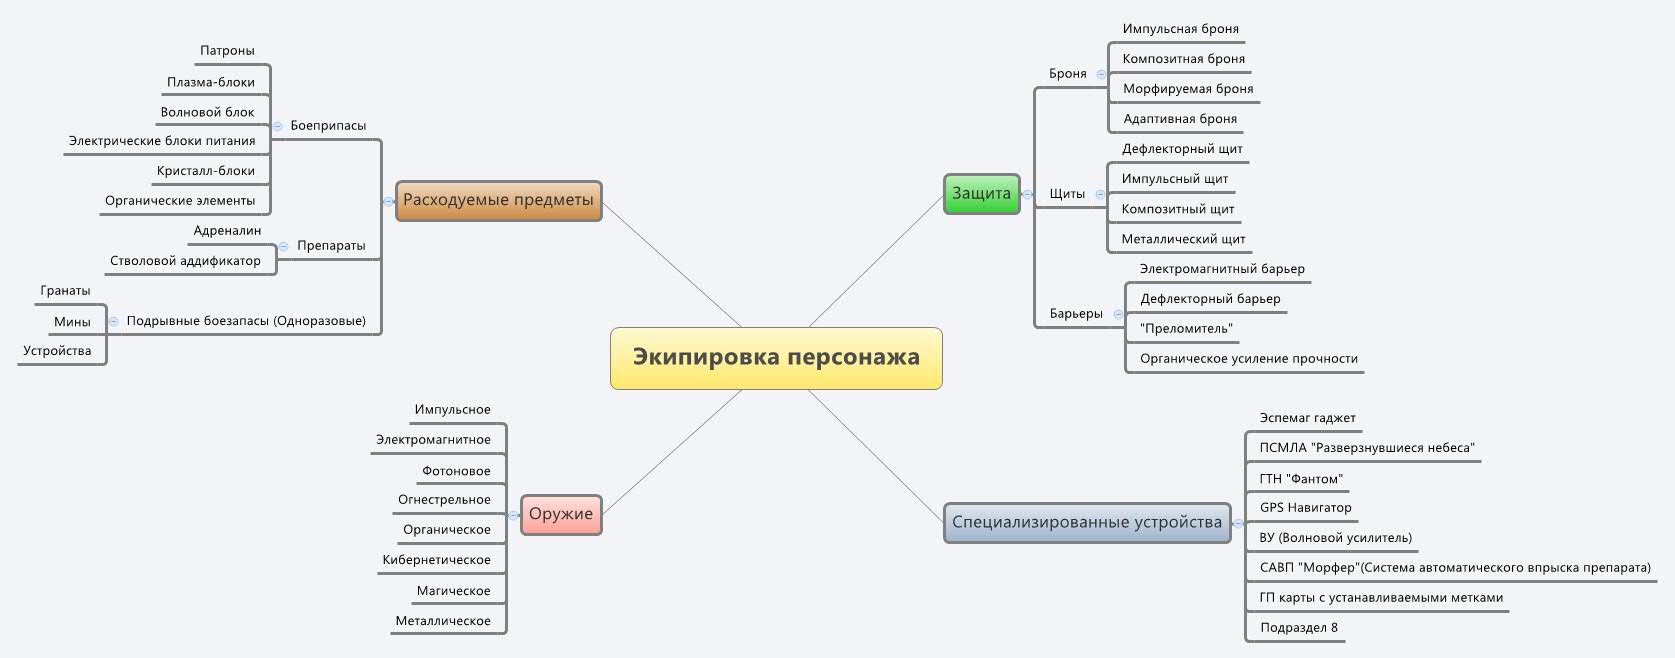 Экипировка персонажа
Расходуемые предметы
Боеприпасы
Патроны
Плазма-блоки
Волновой блок
Электрические блоки питания
Кристалл-блоки
Органические элементы
Препараты
Адреналин
Стволовой аддификатор
Подрывные боезапасы (Одноразовые)
Гранаты
Мины
Устройства
Оружие
Импульсное
Электромагнитное
Фотоновое
Огнестрельное
Органическое
Кибернетическое
Магическое
Металлическое
Защита
Броня
Импульсная броня
Композитная броня
Морфируемая броня
Адаптивная броня
Щиты
Дефлекторный щит
Импульсный щит
Композитный щит
Металлический щит
Барьеры
Электромагнитный барьер
Дефлекторный барьер
"Преломитель"
Органическое усиление прочности
Специализированные устройства
Эспемаг гаджет
ПСМЛА "Разверзнувшиеся небеса"
ГТН "Фантом"
GPS Навигатор
ВУ (Волновой усилитель)
САВП "Морфер"(Система автоматического впрыска препарата)
ГП карты с устанавливаемыми метками
Подраздел 8